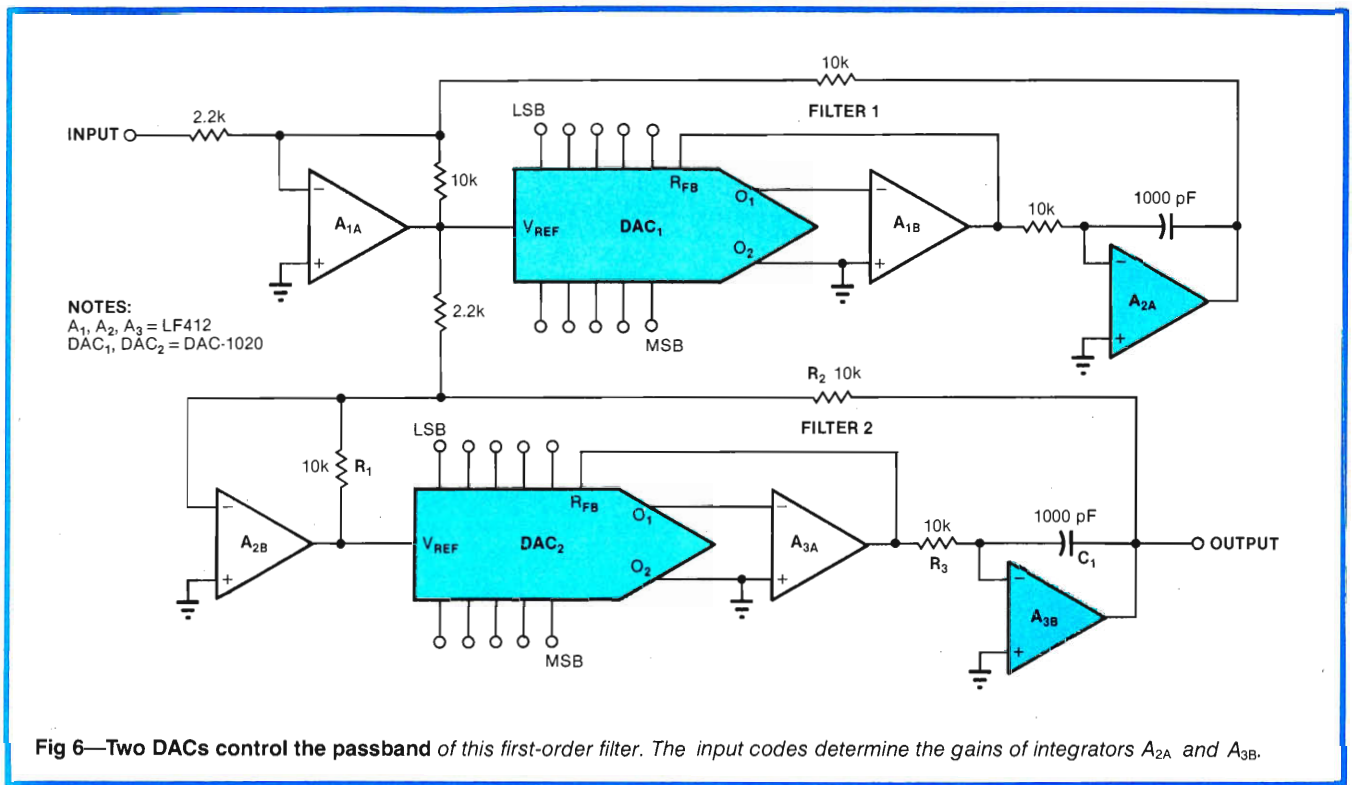 10k
FILTER 1
2.2k
INPUT
LSB
10k
RFB
O1
1000 pF
VREF
DAC1
A1A
A1B
10k
O2
A2A
NOTES:
A1, A2, A3 = LF412
DAC1, DAC2 = DAC-1020
2.2k
MSB
R2 10k
FILTER 2
LSB
10k R1
RFB
O1
1000 pF
10k
A2B
VREF
DAC2
A3A
R3
C1
OUTPUT
O2
A3B
MSB
− + − + − + − + − + − +
Fig 6—Two DACs control the passband of this first-order filter. The input codes determine the gains of integrators A2A and A3B.